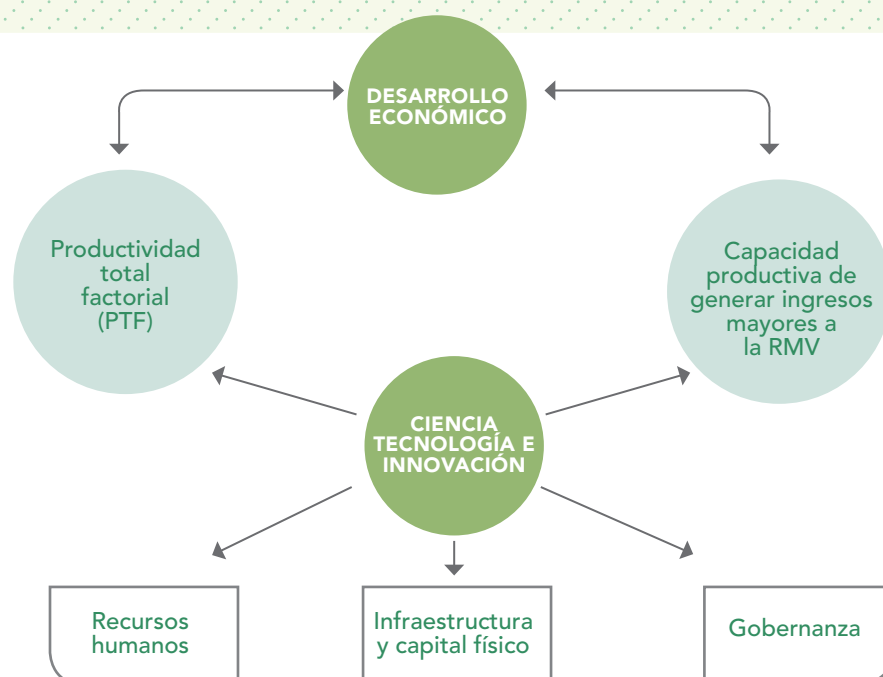 DESARROLLO
ECONÓMICO
Productividad
total
factorial
(PTF)
Capacidad
productiva de
generar ingresos
mayores a
la RMV
CIENCIA
TECNOLOGÍA E
INNOVACIÓN
Recursos
humanos
Infraestructura
y capital físico
Gobernanza